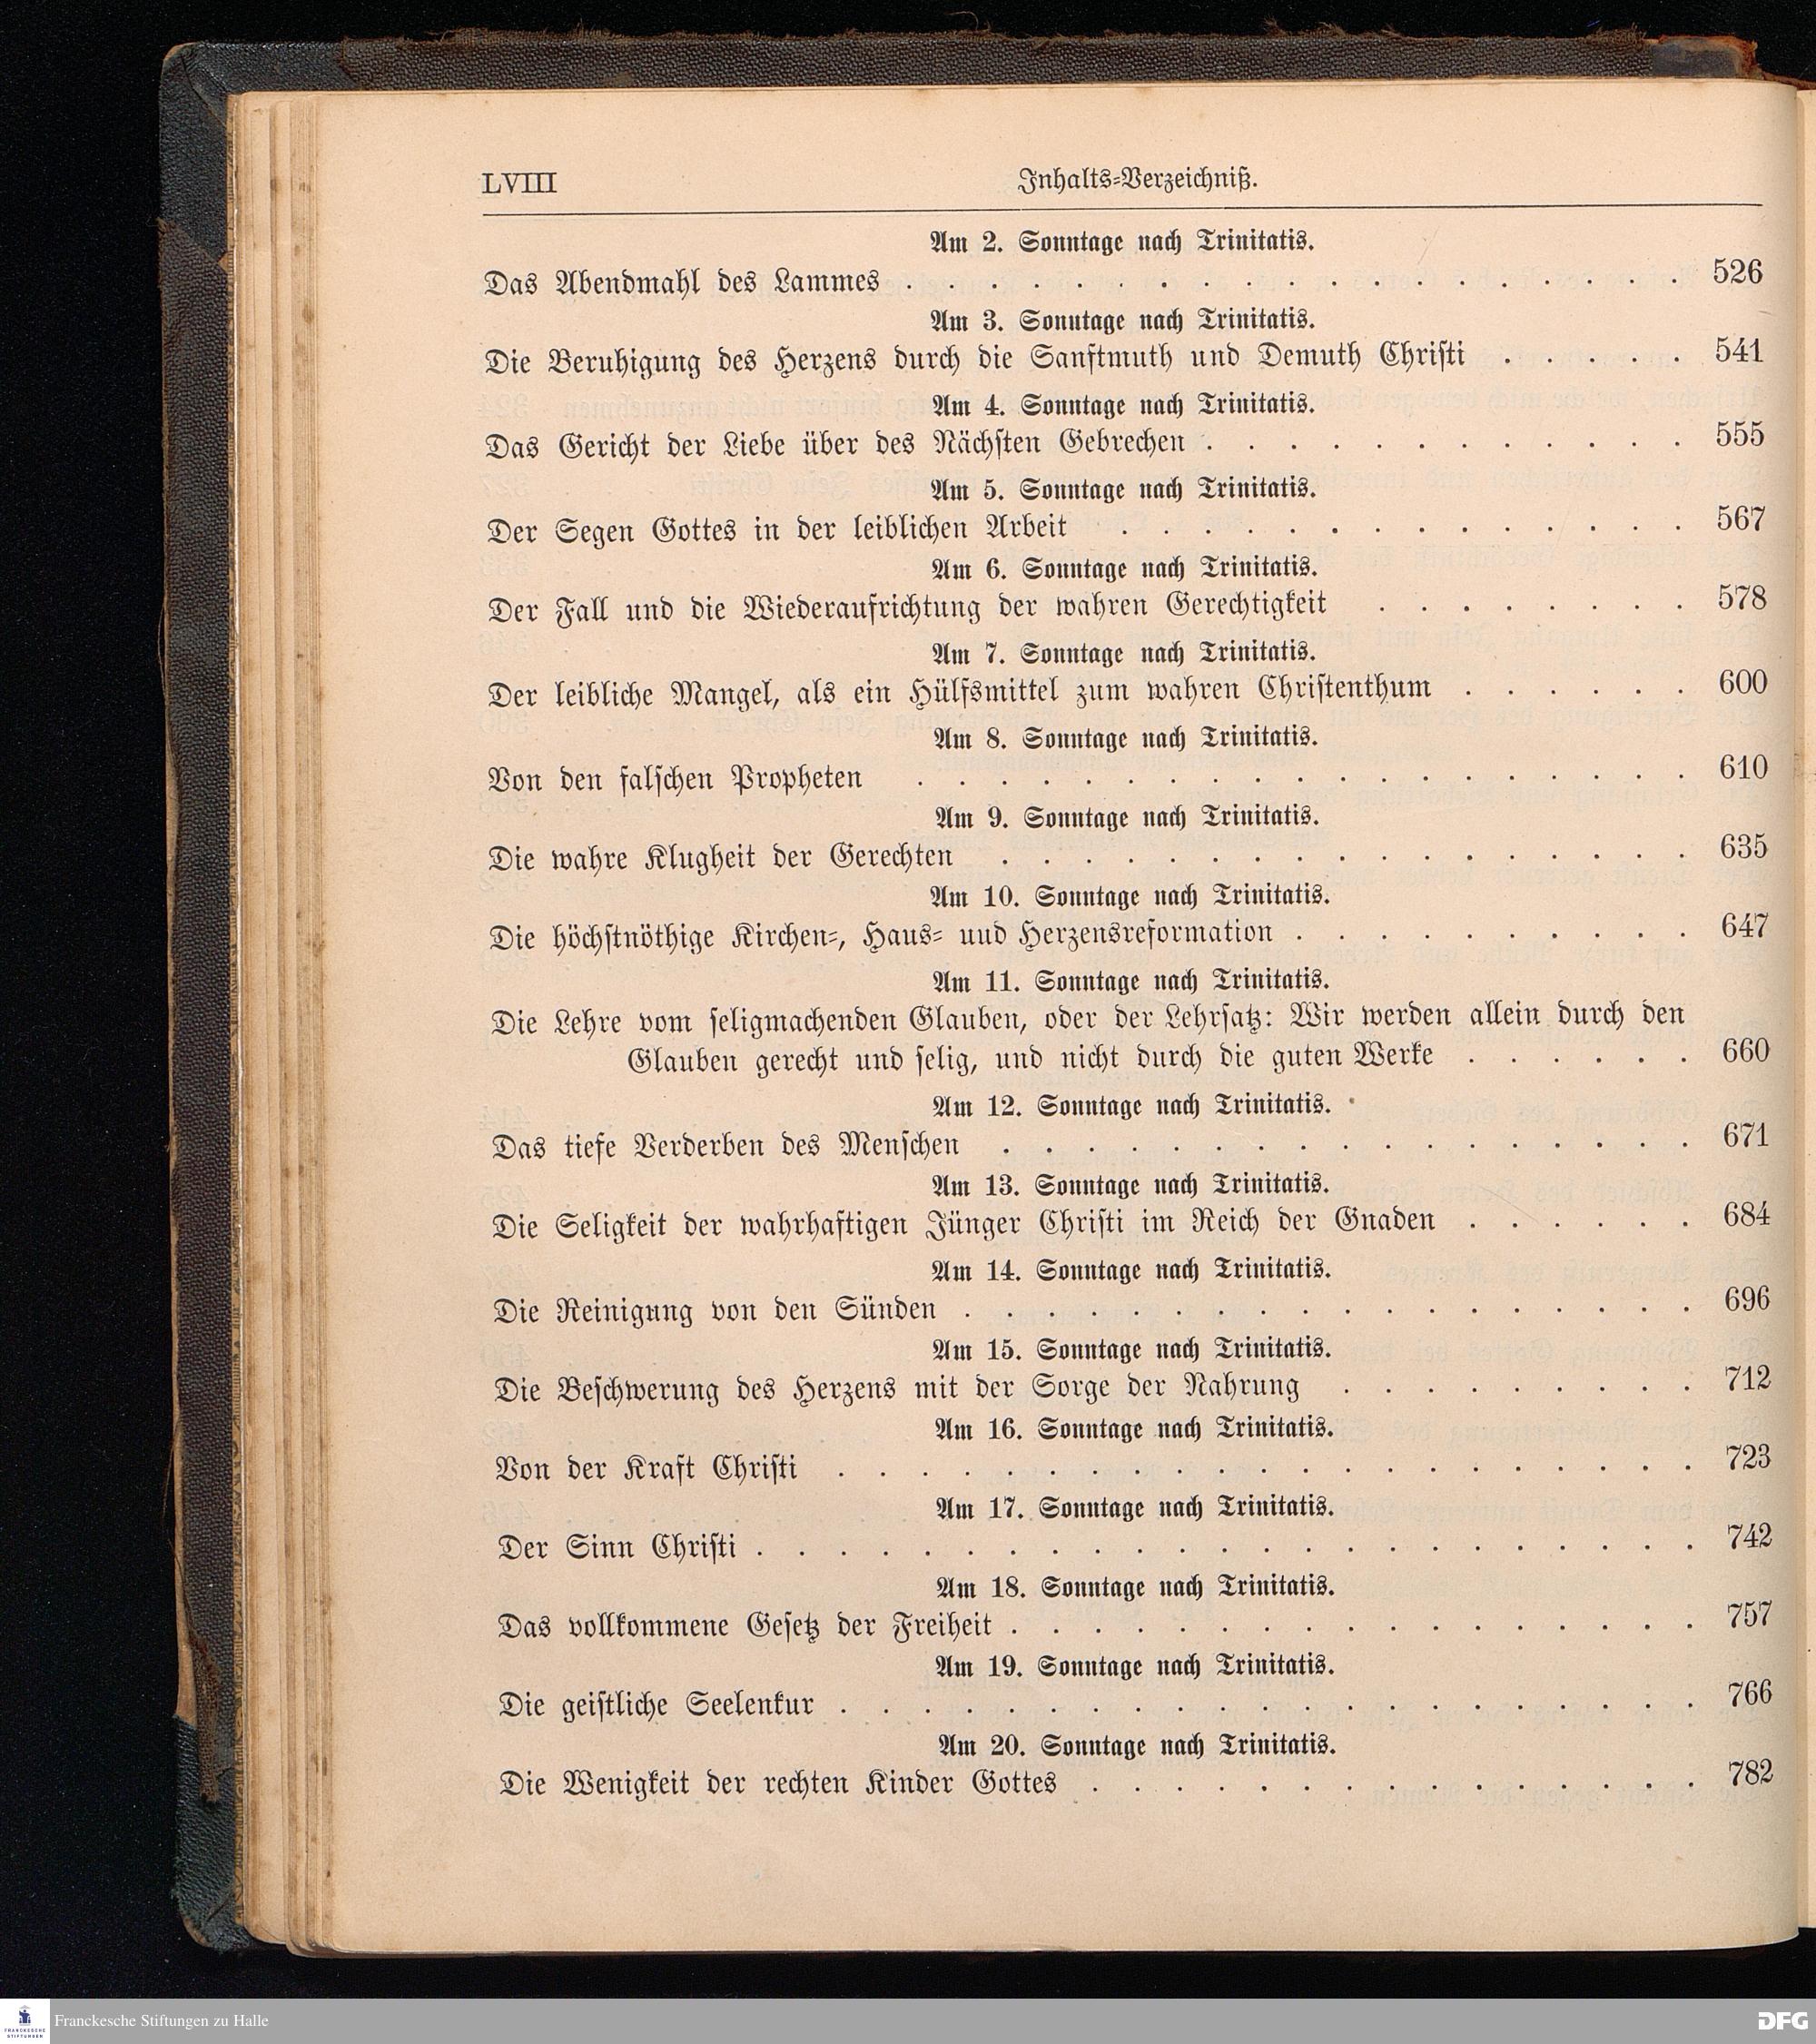 LVIII Inhalts-Verzeichniß.
Am 2. Sonntage nach Trinitatis.
Das Abendmahl des Lammes . . . . . . . . . . . . . . . . . . . 526
Am 3. Sonntage nach Trinitatis.
Die Beruhigung des Herzens durch die Sanftmuth und Demuth Christi . . . . . 541
Am 4. Sonntage nach Trinitatis.
Das Gericht der Liebe über des Nächsten Gebrechen . . . . . . . . . . . . 555
Am 5. Sonntage nach Trinitatis.
Der Segen Gottes in der leiblichen Arbeit . . . . . . . . . . . . . . 567
Am 6. Sonntage nach Trinitatis.
Der Fall und die Wiederaufrichtung der wahren Gerechtigkeit . . . . . . . . 578
Am 7. Sonntage nach Trinitatis.
Der leibliche Mangel, als ein Hülfsmittel zum wahren Christenthum . . . . . . 600
Am 8. Sonntage nach Trinitatis.
Von den falschen Propheten . . . . . . . . . . . . . . . . . . . 610
Am 9. Sonntage nach Trinitatis.
Die wahre Klugheit der Gerechten . . . . . . . . . . . . . . . . . 635
Am 10. Sonntage nach Trinitatis.
Die höchstnöthige Kirchen-, Haus- und Herzensreformation . . . . . . . . . . 647
Am 11. Sonntage nach Trinitatis.
Die Lehre vom seligmachenden Glauben, oder der Lehrsatz: Wir werden allein durch den
Glauben gerecht und selig, und nicht durch die guten Werke . . . . . . 660
Am 12. Sonntage nach Trinitatis.
Das tiefe Verderben des Menschen . . . . . . . . . . . . . . . . . 671
Am 13. Sonntage nach Trinitatis.
Die Seligkeit der wahrhaftigen Jünger Christi im Reich der Gnaden . . . . . . 684
Am 14. Sonntage nach Trinitatis.
Die Reinigung von den Sünden . . . . . . . . . . . . . . . . . . 696
Am 15. Sonntage nach Trinitatis.
Die Beschwerung des Herzens mit der Sorge der Nahrung . . . . . . . . . 712
Am 16. Sonntage nach Trinitatis.
Von der Kraft Christi . . . . . . . . . . . . . . . . . . . . . 723
Am 17. Sonntage nach Trinitatis.
Der Sinn Christi . . . . . . . . . . . . . . . . . . . . . . . 742
Am 18. Sonntage nach Trinitatis.
Das vollkommene Gesetz der Freiheit . . . . . . . . . . . . . . . . . 757
Am 19. Sonntage nach Trinitatis.
Die geistliche Seelenkur . . . . . . . . . . . . . . . . . . . . . 766
Am 20. Sonntage nach Trinitatis.
Die Wenigkeit der rechten Kinder Gottes . . . . . . . . . . . . . . . 782
FRANCKESCHE STIFTUNGEN
Franckesche Stiftungen zu Halle
DFG